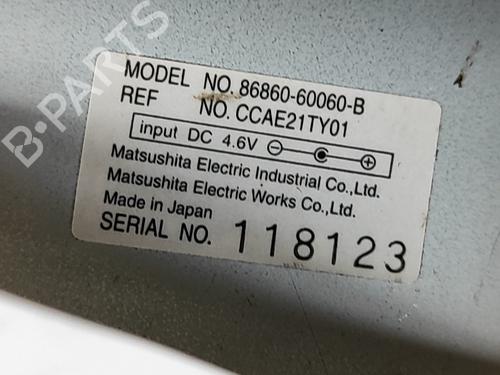 MODEL NO. 86860-60060-B
REF NO. CCAE21TY01
input DC 4.6V
Matsushita Electric Industrial Co.,Ltd.
Matsushita Electric Works Co.,Ltd.
Made in Japan
SERIAL NO. 118123
B-PARTS